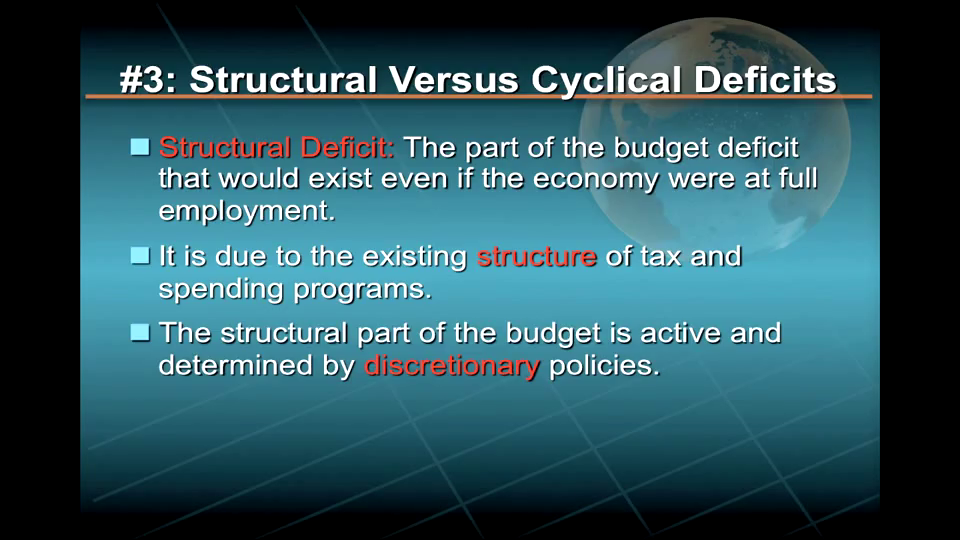 #3: Structural Versus Cyclical Deficits
Structural Deficit: The part of the budget deficit
that would exist even if the economy were at full
employment.
It is due to the existing structure of tax and
spending programs.
The structural part of the budget is active and
determined by discretionary policies.